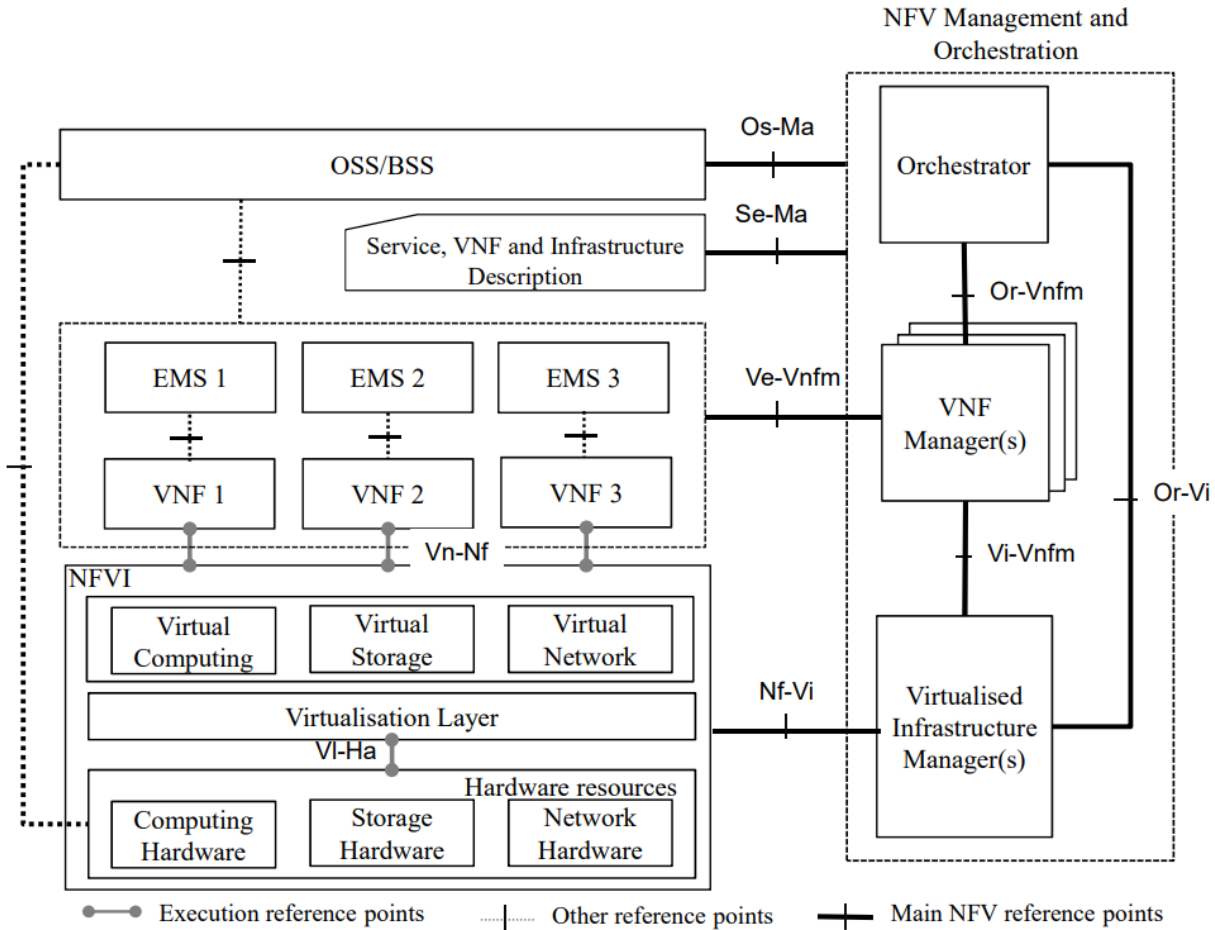 NFV Management and
Orchestration
Os-Ma
OSS/BSS
Orchestrator
Se-Ma
Service, VNF and Infrastructure
Description
Or-Vnfm
EMS 1
EMS 2
EMS 3
Ve-Vnfm
VNF
Manager(s)
VNF 1
VNF 2
VNF 3
Or-Vi
Vn-Nf
Vi-Vnfm
NFVI
Virtual
Computing
Virtual
Storage
Virtual
Network
Nf-Vi
Virtualised
Infrastructure
Manager(s)
Virtualisation Layer
Vl-Ha
Hardware resources
Computing
Hardware
Storage
Hardware
Network
Hardware
Execution reference points
Other reference points
Main NFV reference points